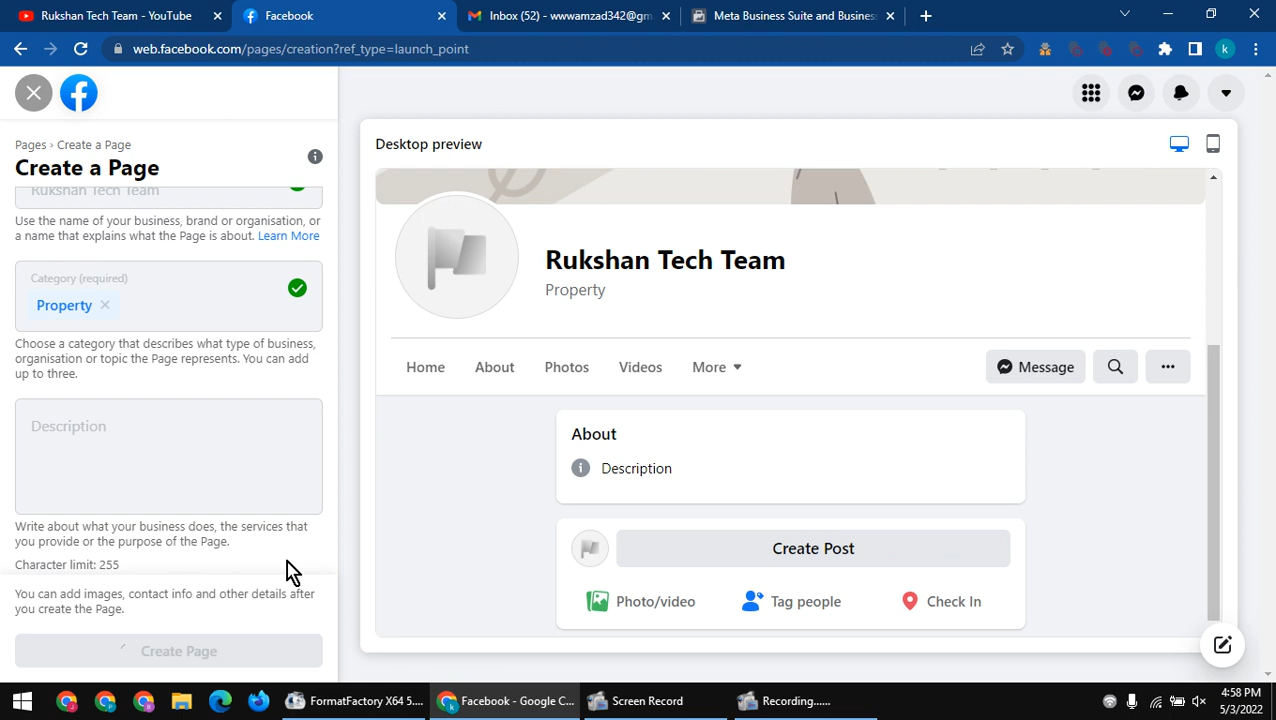 Rukshan Tech Team - YouTube
Facebook
Inbox (52) - wwwamzad342@gm
Meta Business Suite and Business
web.facebook.com/pages/creation?ref_type=launch_point
k
Pages › Create a Page
Create a Page
Rukshan Tech Team
Use the name of your business, brand or organisation, or
a name that explains what the Page is about. Learn More
Category (required)
Property
Choose a category that describes what type of business,
organisation or topic the Page represents. You can add
up to three.
Description
Write about what your business does, the services that
you provide or the purpose of the Page.
Character limit: 255
You can add images, contact info and other details after
you create the Page.
Create Page
Desktop preview
Rukshan Tech Team
Property
Home About Photos Videos More
Message
About
Description
Create Post
Photo/video Tag people Check In
FormatFactory X64 5....
Facebook - Google C...
Screen Record
Recording......
4:58 PM
5/3/2022